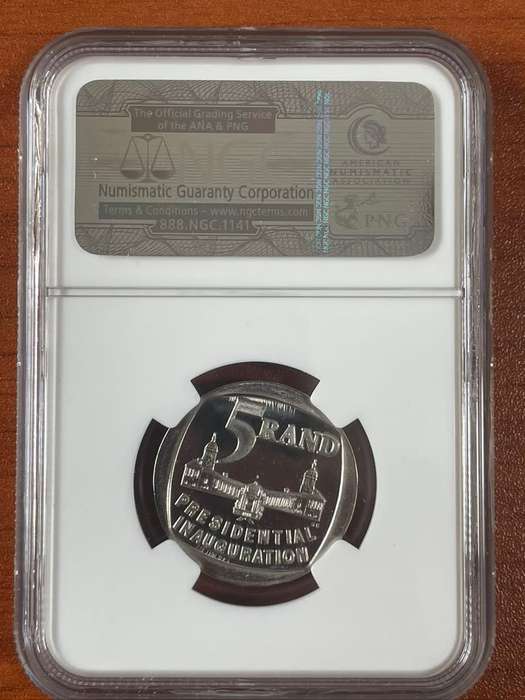 The Official Grading Service
of the ANA & PNG
NGC
Numismatic Guaranty Corporation
Terms & Conditions – www.ngcterms.com
888.NGC.1141
AMERICAN
NUMISMATIC
ASSOCIATION
PNG
5 RAND
PRESIDENTIAL
INAUGURATION